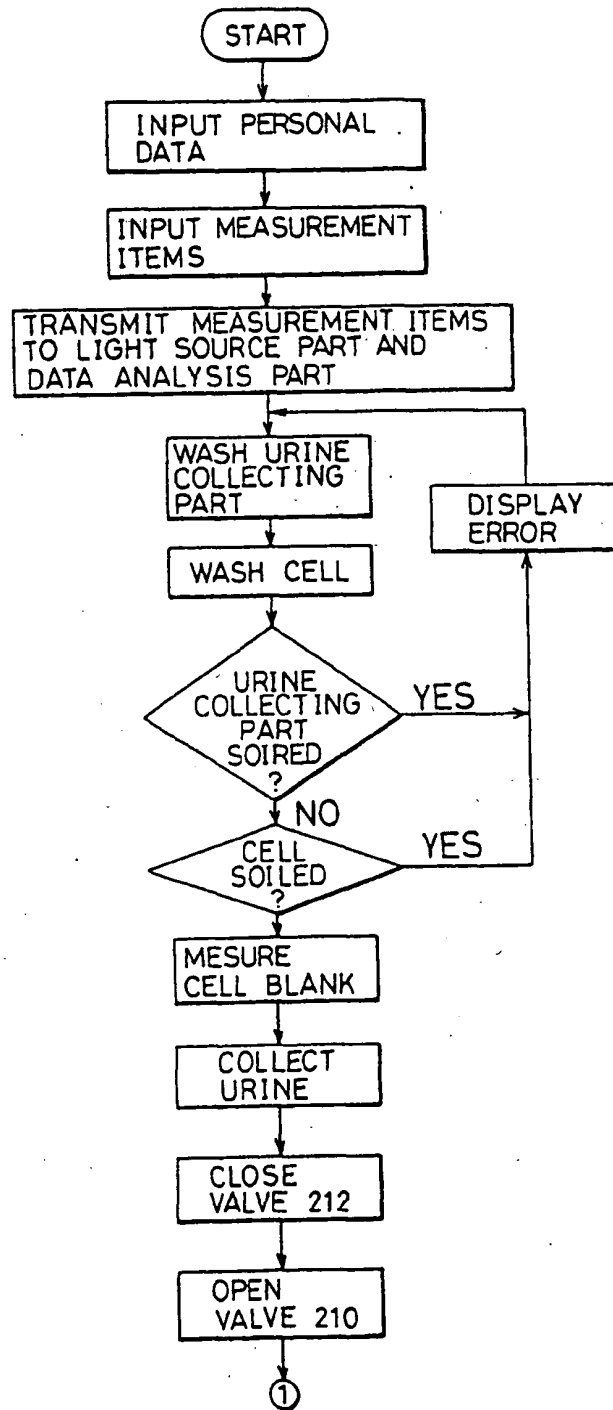 START
INPUT PERSONAL
DATA
INPUT MEASUREMENT
ITEMS
TRANSMIT MEASUREMENT ITEMS
TO LIGHT SOURCE PART AND
DATA ANALYSIS PART
WASH URINE
COLLECTING
PART
DISPLAY
ERROR
WASH CELL
URINE
COLLECTING
PART
SOIRED
?
YES
NO
CELL
SOILED
?
YES
MESURE
CELL BLANK
COLLECT
URINE
CLOSE
VALVE 212
OPEN
VALVE 210
1